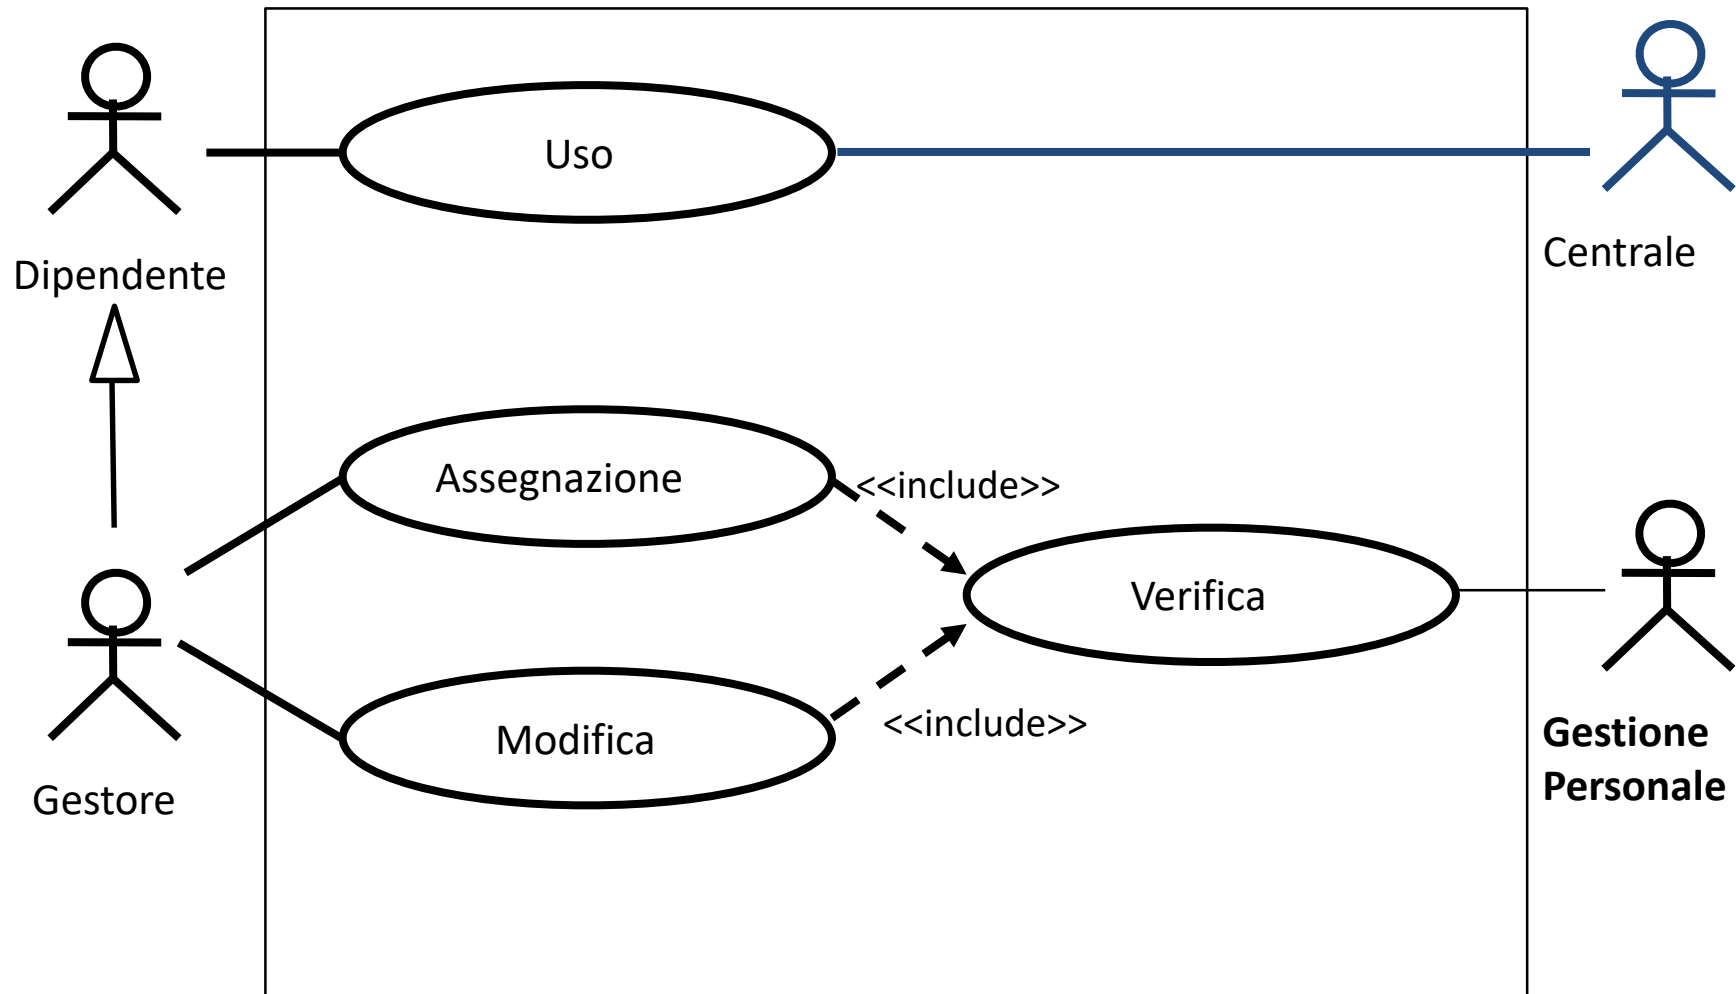 Uso
Centrale
Dipendente
Assegnazione
<<include>>
Verifica
Modifica
<<include>>
Gestione
Personale
Gestore